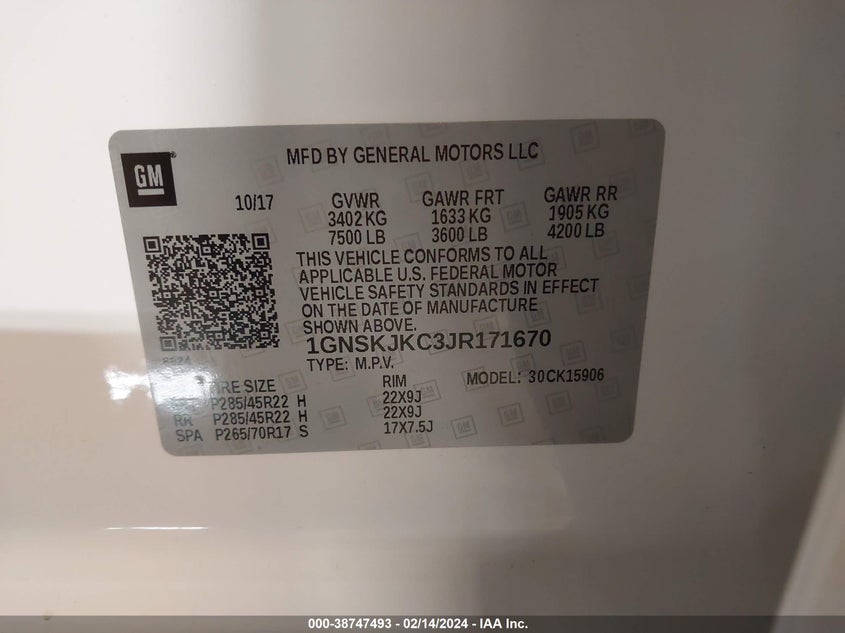 GM
MFD BY GENERAL MOTORS LLC
10/17 GVWR GAWR FRT GAWR RR
3402 KG 1633 KG 1905 KG
7500 LB 3600 LB 4200 LB
THIS VEHICLE CONFORMS TO ALL
APPLICABLE U.S. FEDERAL MOTOR
VEHICLE SAFETY STANDARDS IN EFFECT
ON THE DATE OF MANUFACTURE
SHOWN ABOVE.
1GNSKJKC3JR171670
TYPE: M.P.V. MODEL: 30CK15906
SIZE RIM
P285/45R22 H 22X9J
RR P285/45R22 H 22X9J
SPA P265/70R17 S 17X7.5J
000-38747493 - 02/14/2024 - IAA Inc.